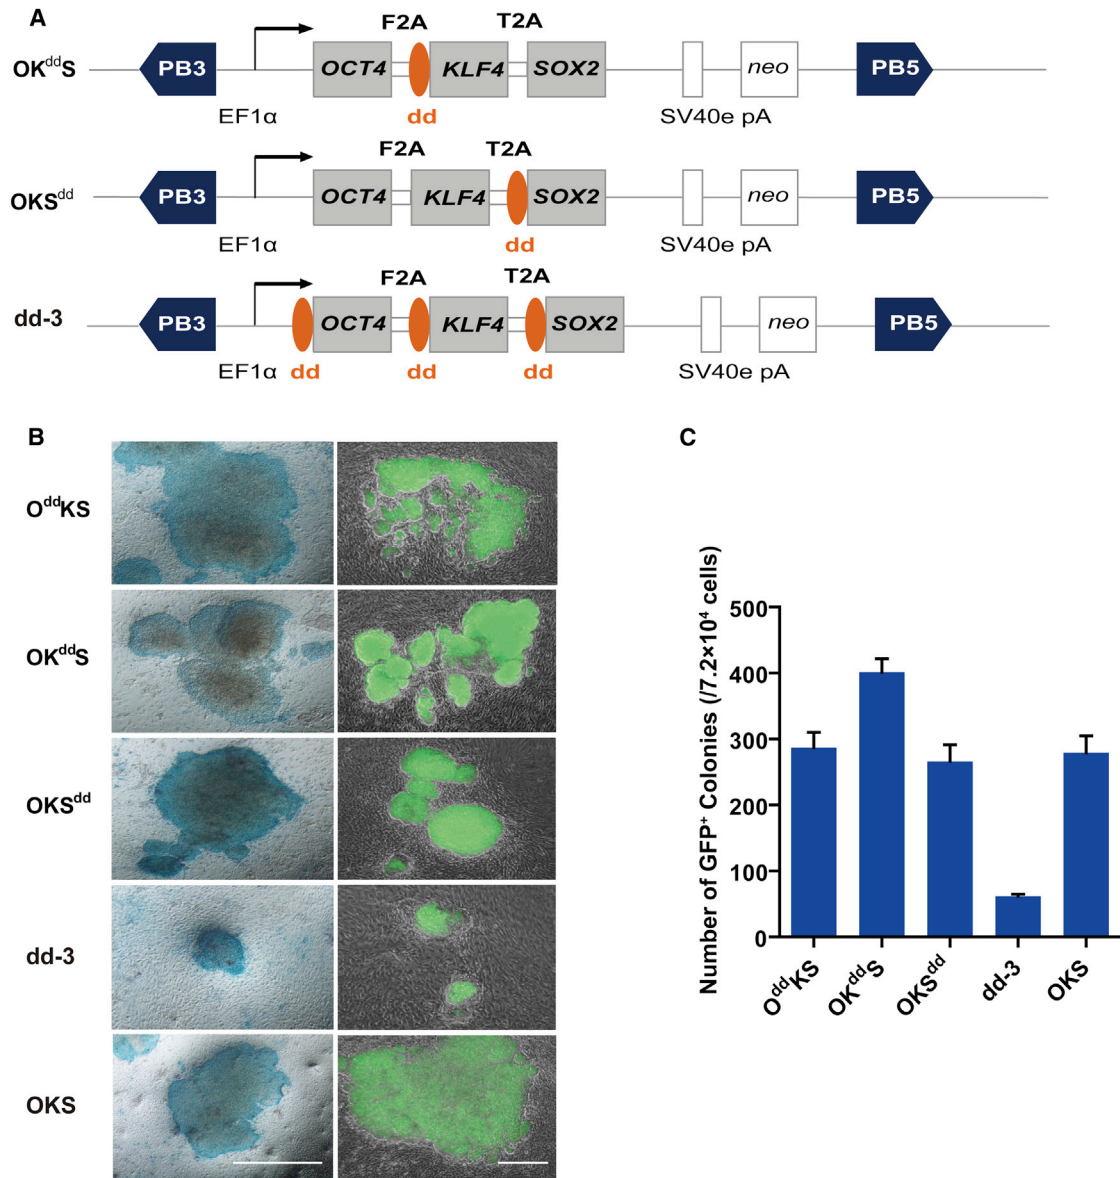 A
F2A T2A
OKᵈᵈS PB3 OCT4 KLF4 SOX2 neo PB5
EF1α dd SV40e pA
F2A T2A
OKSᵈᵈ PB3 OCT4 KLF4 SOX2 neo PB5
EF1α dd SV40e pA
F2A T2A
dd-3 PB3 OCT4 KLF4 SOX2 neo PB5
EF1α dd dd dd SV40e pA
B
OᵈᵈKS
OKᵈᵈS
OKSᵈᵈ
dd-3
OKS
C
Number of GFP⁺ Colonies (/7.2×10⁴ cells)
500
400
300
200
100
0
OᵈᵈKS
OKᵈᵈS
OKSᵈᵈ
dd-3
OKS